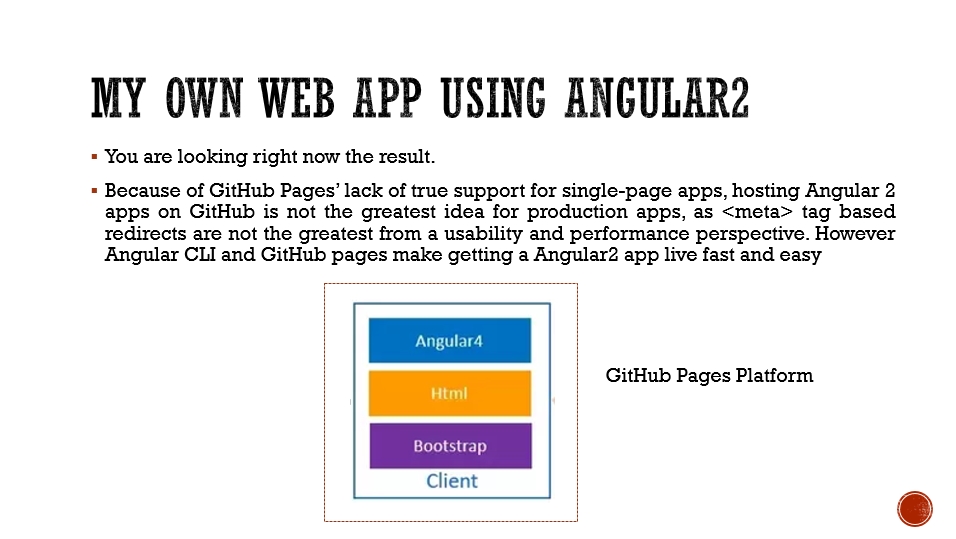 MY OWN WEB APP USING ANGULAR2
▪ You are looking right now the result.
▪ Because of GitHub Pages’ lack of true support for single-page apps, hosting Angular 2
apps on GitHub is not the greatest idea for production apps, as <meta> tag based
redirects are not the greatest from a usability and performance perspective. However
Angular CLI and GitHub pages make getting a Angular2 app live fast and easy
Angular4
Html
Bootstrap
Client
GitHub Pages Platform